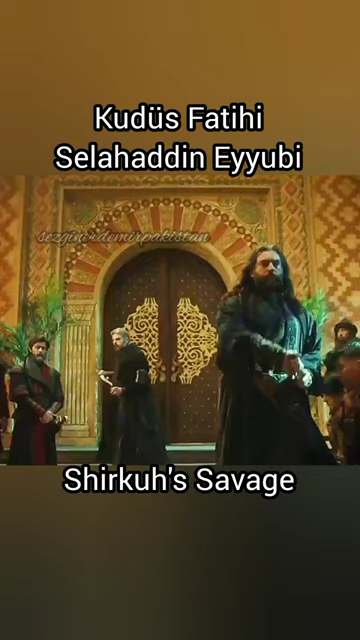 Kudüs Fatihi
Selahaddin Eyyubi
sezginerdemirpakistan
Shirkuh's Savage